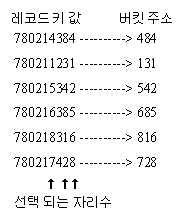 레코드 키 값 버킷 주소
780214384 ----------> 484
780211231 ----------> 131
780215342 ----------> 542
780216385 ----------> 685
780218316 ----------> 816
780217428 ----------> 728
↑ ↑ ↑
선택 되는 자리수